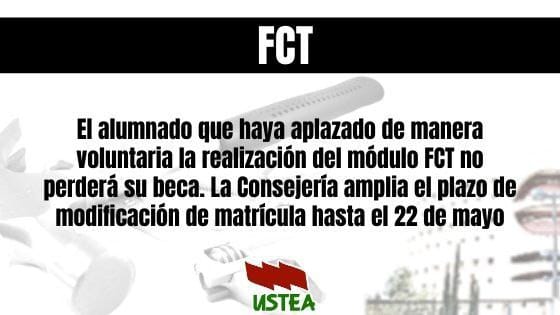 FCT
El alumnado que haya aplazado de manera
voluntaria la realización del módulo FCT no
perderá su beca. La Consejería amplia el plazo de
modificación de matrícula hasta el 22 de mayo
USTEA